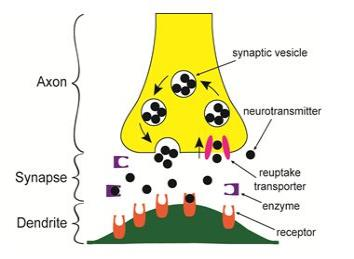 synaptic vesicle
Axon
neurotransmitter
reuptake
transporter
Synapse
enzyme
Dendrite
receptor